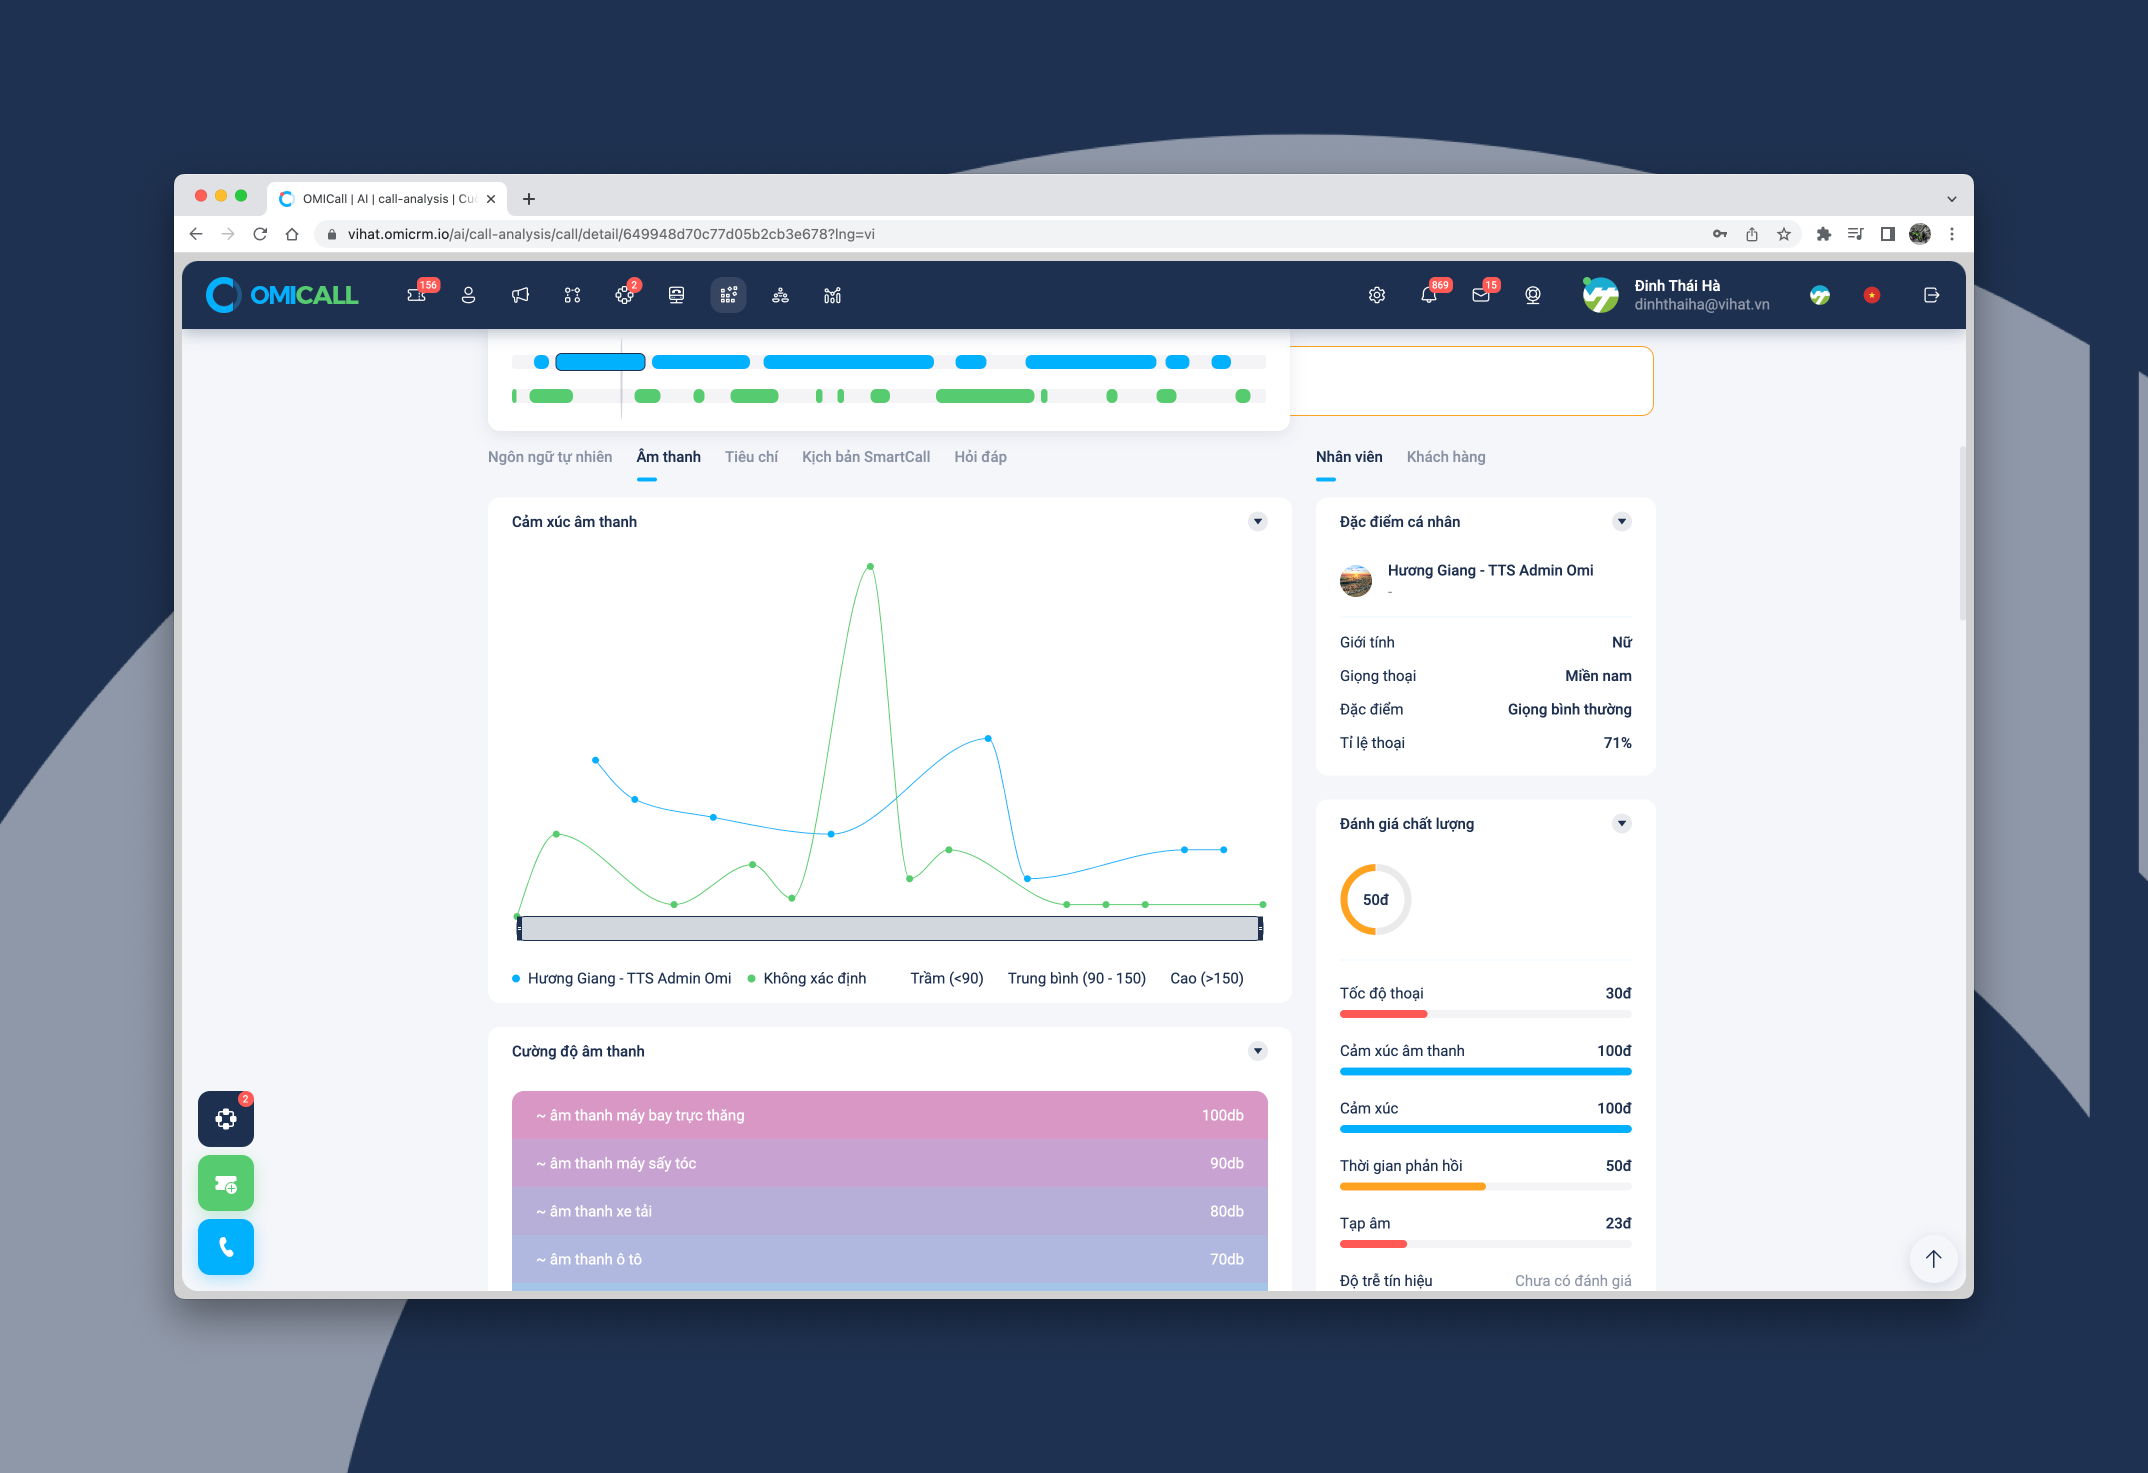 OMICall | AI | call-analysis | Cuộ
vihat.omicrm.io/ai/call-analysis/call/detail/649948d70c77d05b2cb3e678?lng=vi
OMICALL
156
2
869
15
Đinh Thái Hà
dinhthaiha@vihat.vn
Ngôn ngữ tự nhiên
Âm thanh
Tiêu chí
Kịch bản SmartCall
Hỏi đáp
Cảm xúc âm thanh
Hương Giang - TTS Admin Omi
Không xác định
Trầm (<90)
Trung bình (90 - 150)
Cao (>150)
Cường độ âm thanh
~ âm thanh máy bay trực thăng
100db
~ âm thanh máy sấy tóc
90db
~ âm thanh xe tải
80db
~ âm thanh ô tô
70db
Nhân viên
Khách hàng
Đặc điểm cá nhân
Hương Giang - TTS Admin Omi
-
Giới tính
Nữ
Giọng thoại
Miền nam
Đặc điểm
Giọng bình thường
Tỉ lệ thoại
71%
Đánh giá chất lượng
50đ
Tốc độ thoại
30đ
Cảm xúc âm thanh
100đ
Cảm xúc
100đ
Thời gian phản hồi
50đ
Tạp âm
23đ
Độ trễ tín hiệu
Chưa có đánh giá
2